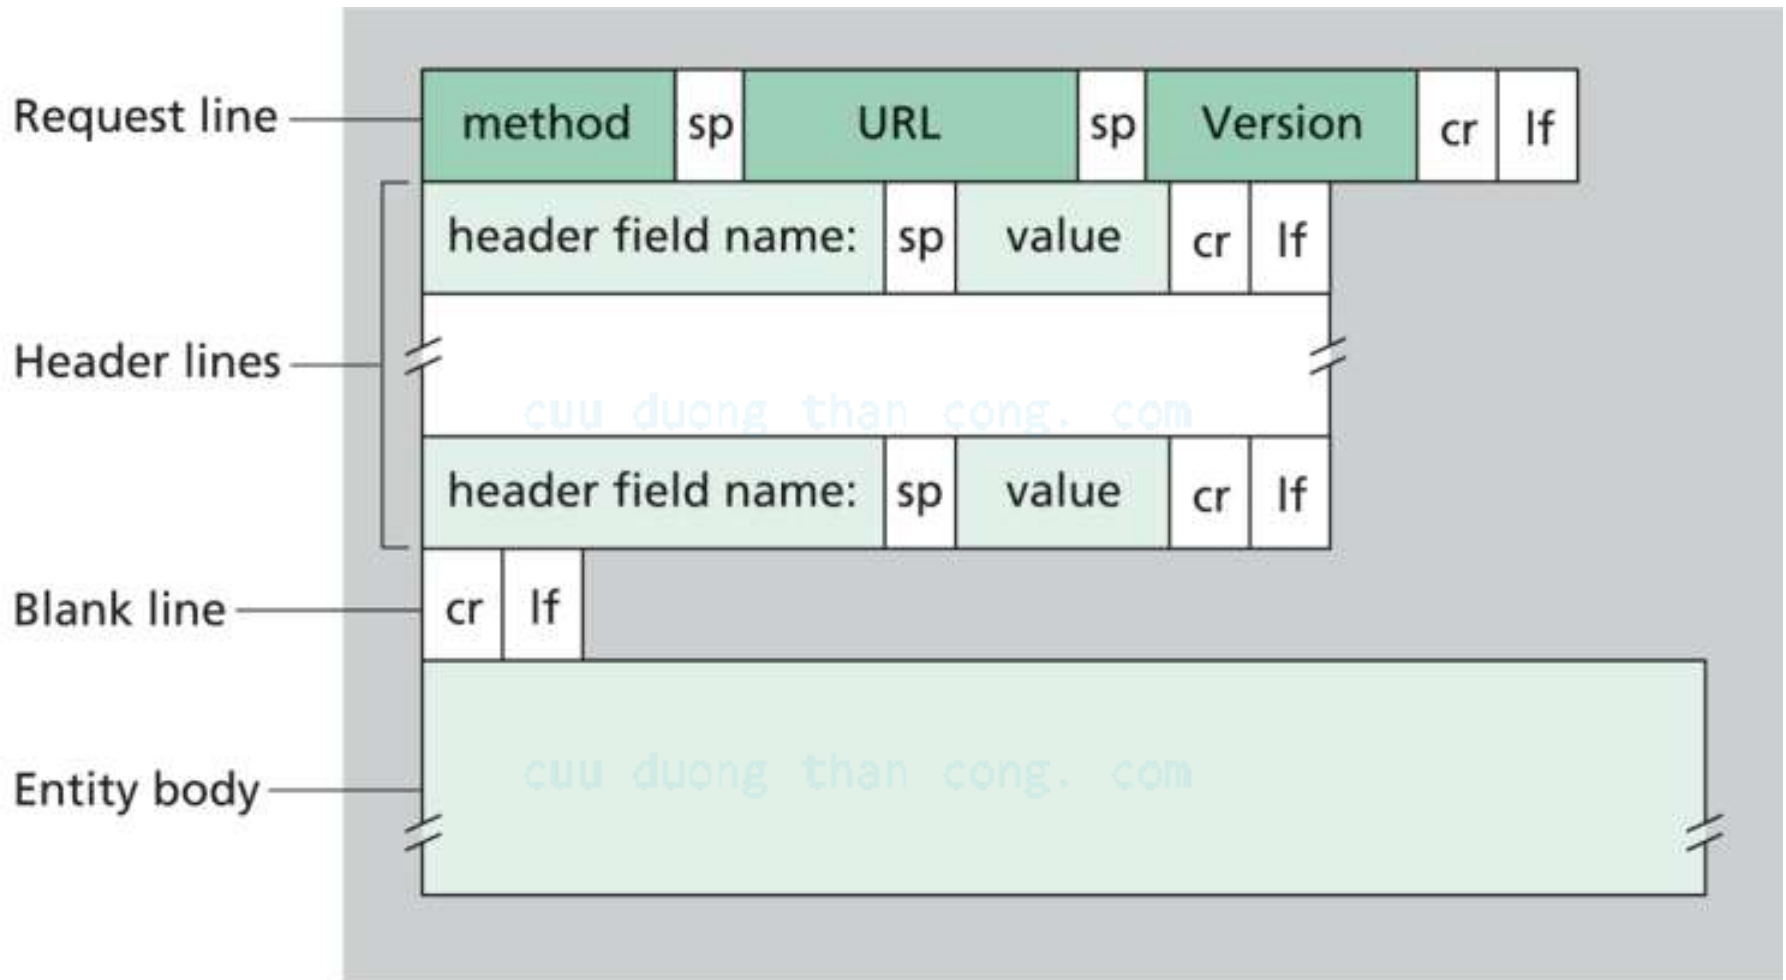 Request line method sp URL sp Version cr lf
header field name: sp value cr lf
Header lines
cuu duong than cong. com
header field name: sp value cr lf
Blank line cr lf
cuu duong than cong. com
Entity body